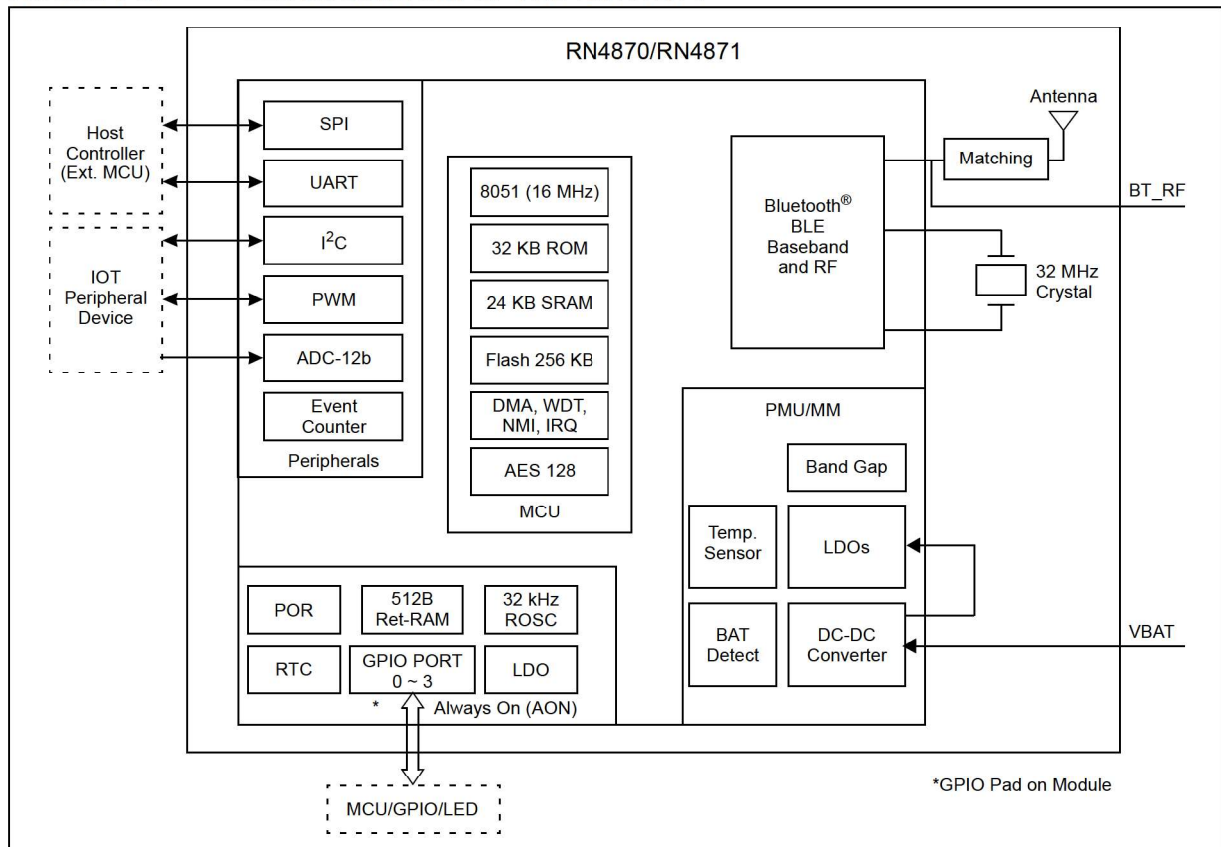 RN4870/RN4871
Host
Controller
(Ext. MCU)
IOT
Peripheral
Device
SPI
UART
I²C
PWM
ADC-12b
Event
Counter
Peripherals
8051 (16 MHz)
32 KB ROM
24 KB SRAM
Flash 256 KB
DMA, WDT,
NMI, IRQ
AES 128
MCU
Bluetooth®
BLE
Baseband
and RF
Antenna
Matching
BT_RF
32 MHz
Crystal
PMU/MM
Band Gap
Temp.
Sensor
LDOs
BAT
Detect
DC-DC
Converter
VBAT
POR
512B
Ret-RAM
32 kHz
ROSC
RTC
GPIO PORT
0 ~ 3
LDO
* Always On (AON)
MCU/GPIO/LED
*GPIO Pad on Module